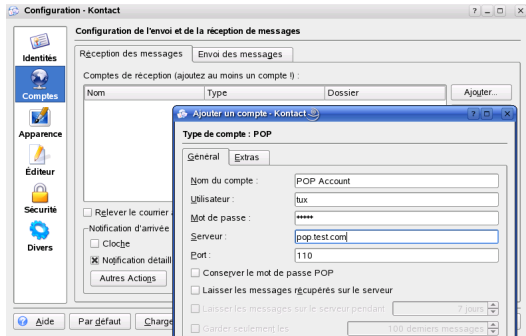 Configuration - Kontact
Configuration de l'envoi et de la réception de messages
Identités
Comptes
Apparence
Éditeur
Sécurité
Divers
Réception des messages
Envoi des messages
Comptes de réception (ajoutez au moins un compte !) :
Nom
Type
Dossier
Ajouter...
Relever le courrier
Notification d'arrivée
Cloche
Notification détaill
Autres Actions
Aide
Par défaut
Charge
Ajouter un compte - Kontact
Type de compte : POP
Général
Extras
Nom du compte :
POP Account
Utilisateur :
tux
Mot de passe :
*****
Serveur :
pop.test.com
Port :
110
Conserver le mot de passe POP
Laisser les messages récupérés sur le serveur
Laisser les messages sur le serveur pendant
7 jours
Garder seulement les
100 derniers messages